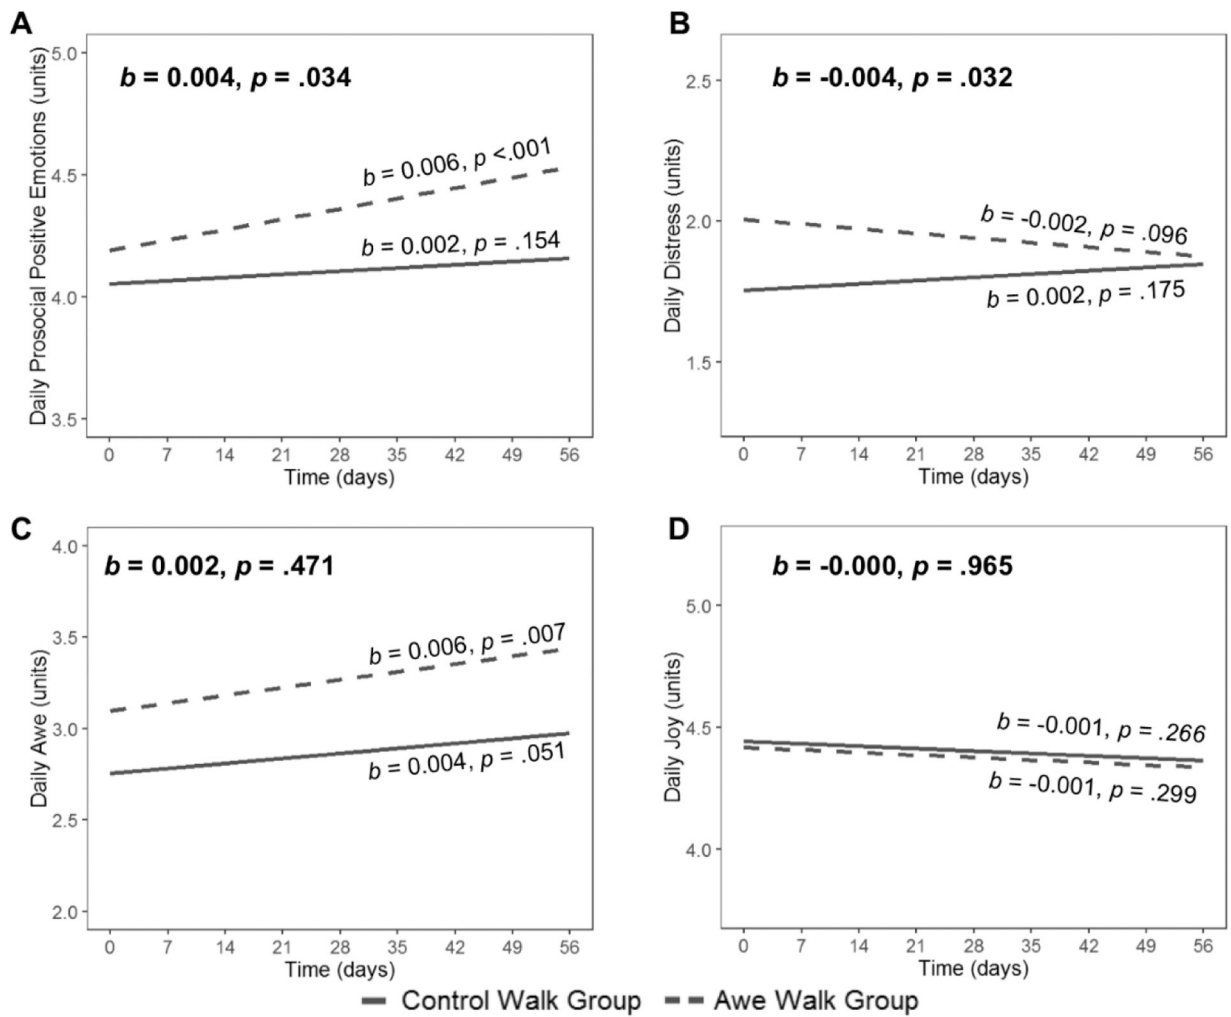 A
b = 0.004, p = .034
Daily Prosocial Positive Emotions (units)
5.0
4.5
4.0
3.5
b = 0.006, p <.001
b = 0.002, p = .154
0 7 14 21 28 35 42 49 56
Time (days)
B
b = -0.004, p = .032
Daily Distress (units)
2.5
2.0
1.5
b = -0.002, p = .096
b = 0.002, p = .175
0 7 14 21 28 35 42 49 56
Time (days)
C
b = 0.002, p = .471
Daily Awe (units)
4.0
3.5
3.0
2.5
2.0
b = 0.006, p = .007
b = 0.004, p = .051
0 7 14 21 28 35 42 49 56
Time (days)
D
b = -0.000, p = .965
Daily Joy (units)
5.0
4.5
4.0
b = -0.001, p = .266
b = -0.001, p = .299
0 7 14 21 28 35 42 49 56
Time (days)
Control Walk Group Awe Walk Group